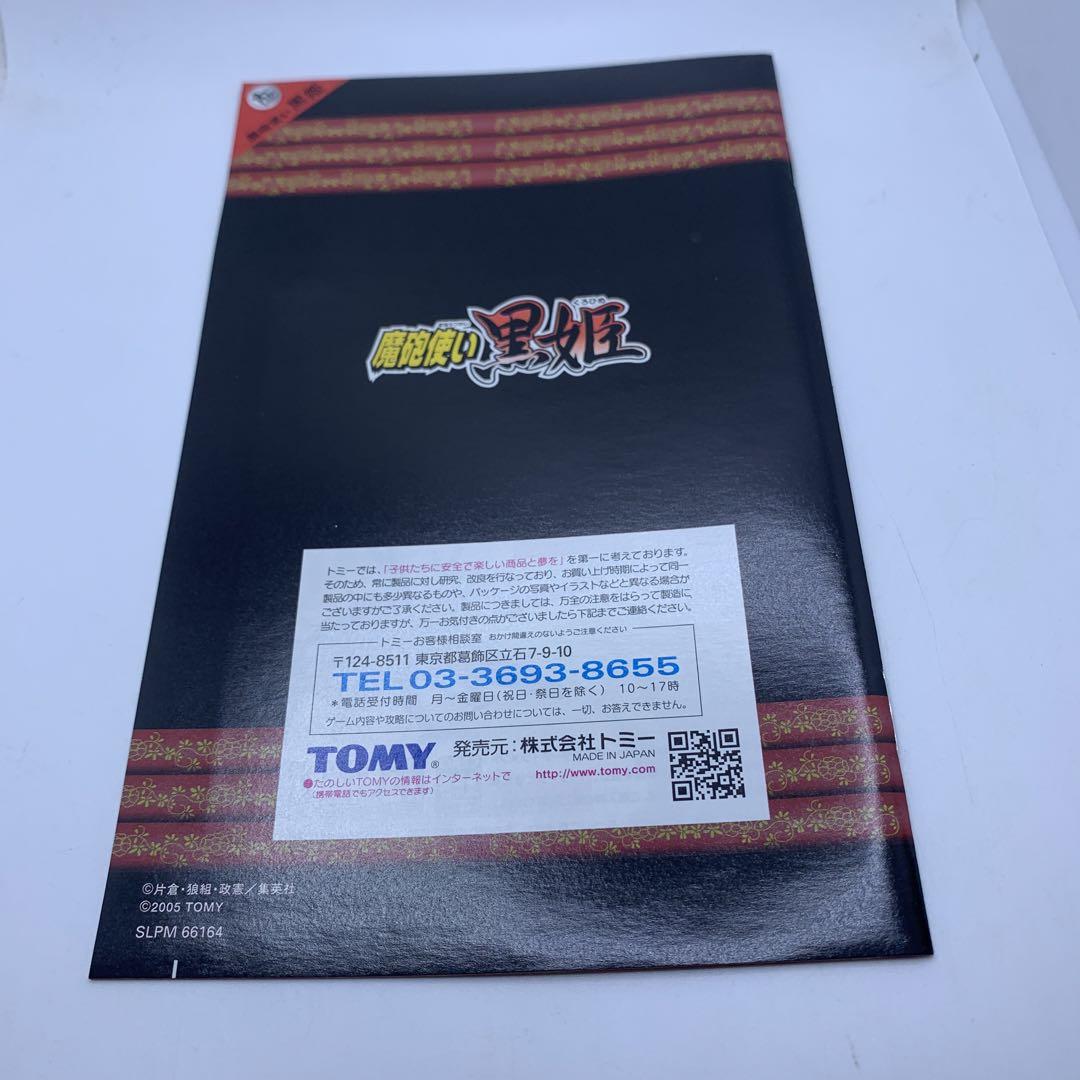 魔砲使い黒姫
くろひめ
魔砲使い 黒姫
トミーでは、「子供たちに安全で楽しい商品と夢を」を第一に考えております。
そのため、常に製品に対し研究、改良を行なっており、お買い上げ時期によって同一
製品の中にも多少異なるものや、パッケージの写真やイラストなどと異なる場合が
ございますがご了承ください。製品につきましては、万全の注意をはらって製造に
当たっておりますが、万一お気付きの点がございましたら下記までご連絡ください。
トミーお客様相談室 おかけ間違えのないようご注意ください
〒124-8511 東京都葛飾区立石7-9-10
TEL 03-3693-8655
*電話受付時間 月~金曜日(祝日・祭日を除く) 10~17時
ゲーム内容や攻略についてのお問い合わせについては、一切、お答えできません。
TOMY® 発売元:株式会社トミー
MADE IN JAPAN
●たのしいTOMYの情報はインターネットで http://www.tomy.com
(携帯電話でもアクセスできます)
©片倉・狼組・政憲/集英社
©2005 TOMY
SLPM 66164